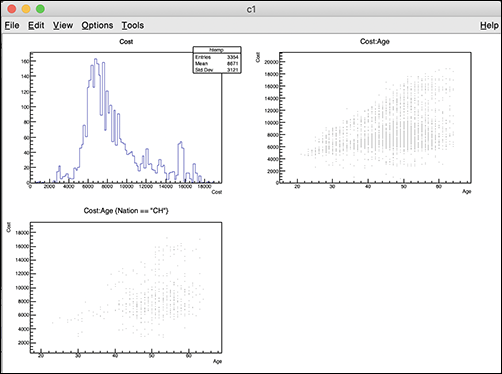 c1
File Edit View Options Tools Help
Cost
htemp
Entries 3354
Mean 8671
Std Dev 3121
160
140
120
100
80
60
40
20
0
0 2000 4000 6000 8000 10000 12000 14000 16000 18000
Cost
Cost:Age
Cost
20000
18000
16000
14000
12000
10000
8000
6000
4000
2000
0
20 30 40 50 60
Age
Cost:Age {Nation == "CH"}
Cost
18000
16000
14000
12000
10000
8000
6000
4000
2000
20 30 40 50 60
Age